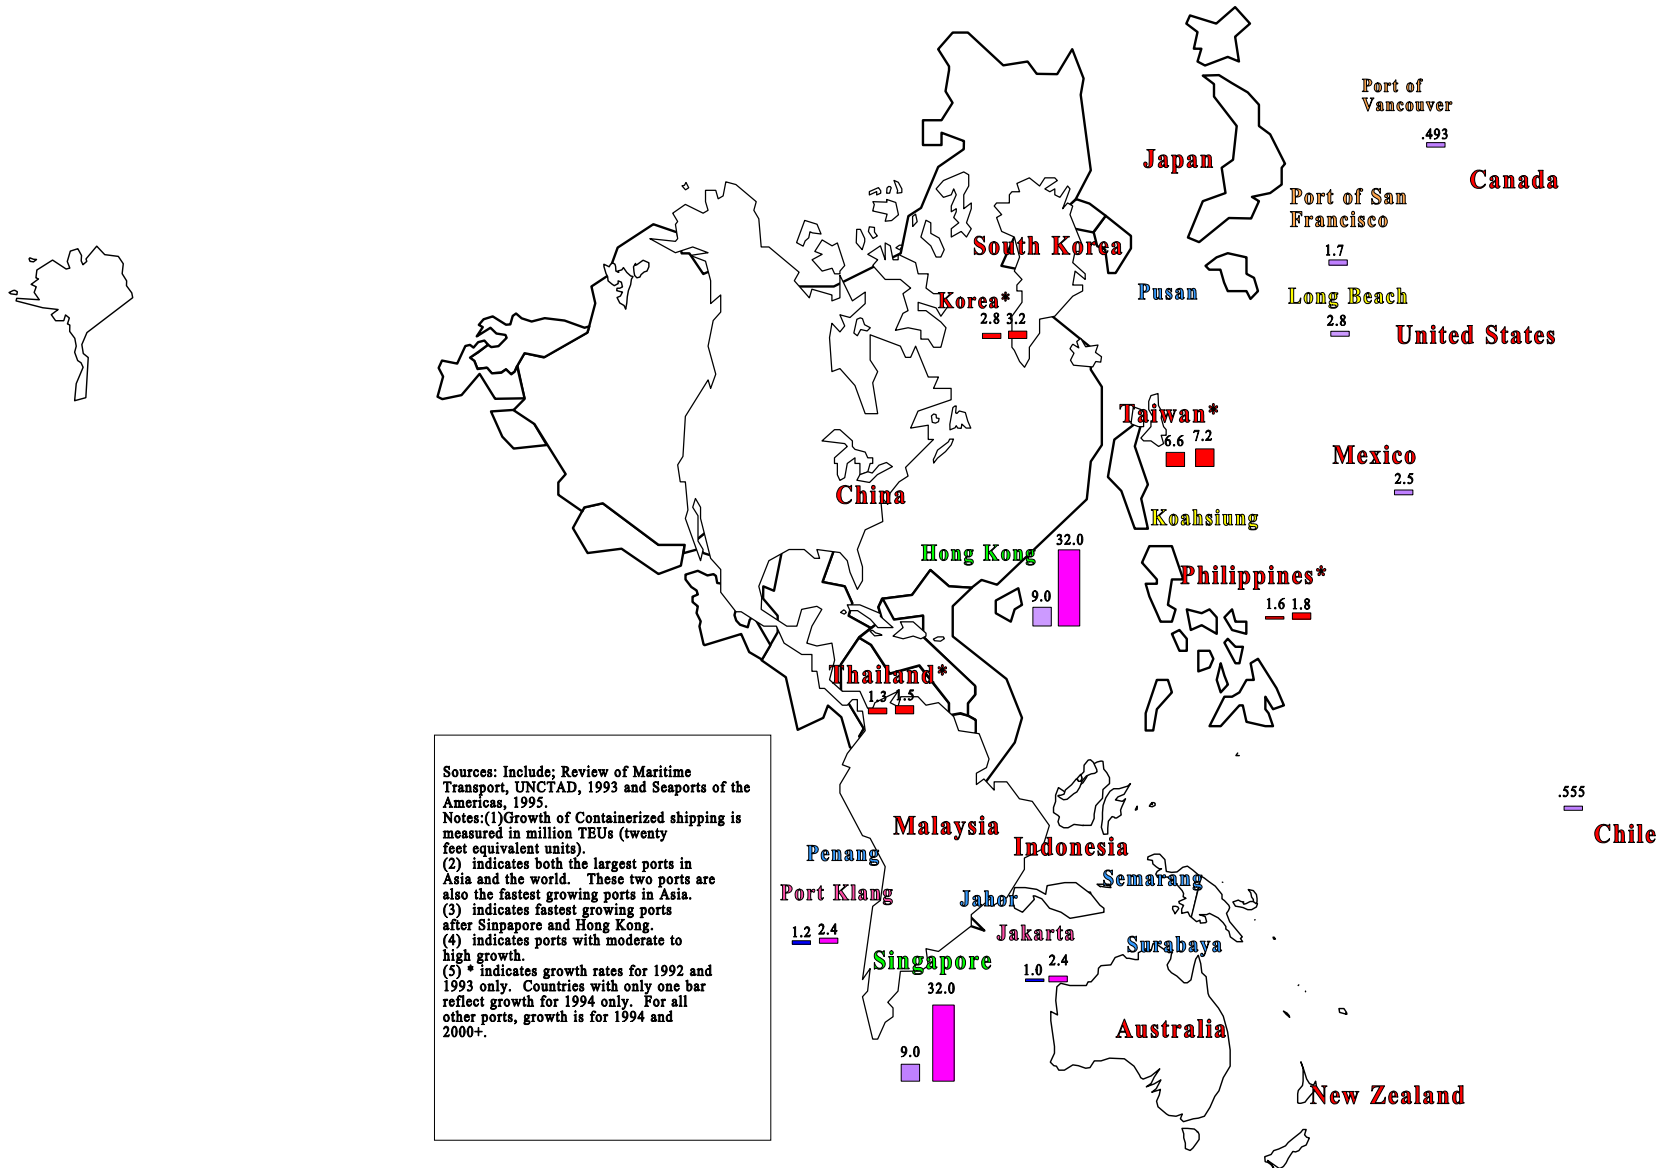 Port of
Vancouver
.493
Canada
Japan
Port of San
Francisco
1.7
South Korea
Pusan
Long Beach
2.8
United States
Korea*
2.8 3.2
Taiwan*
6.6 7.2
Mexico
2.5
China
Koahsiung
Hong Kong
32.0
9.0
Philippines*
1.6 1.8
Thailand*
1.3 1.5
Sources: Include; Review of Maritime
Transport, UNCTAD, 1993 and Seaports of the
Americas, 1995.
Notes:(1)Growth of Containerized shipping is
measured in million TEUs (twenty
feet equivalent units).
(2) indicates both the largest ports in
Asia and the world. These two ports are
also the fastest growing ports in Asia.
(3) indicates fastest growing ports
after Sinpapore and Hong Kong.
(4) indicates ports with moderate to
high growth.
(5) * indicates growth rates for 1992 and
1993 only. Countries with only one bar
reflect growth for 1994 only. For all
other ports, growth is for 1994 and
2000+.
.555
Chile
Malaysia
Indonesia
Penang
Semarang
Port Klang
Jahor
1.2 2.4
Jakarta
Surabaya
Singapore
1.0 2.4
32.0
9.0
Australia
New Zealand